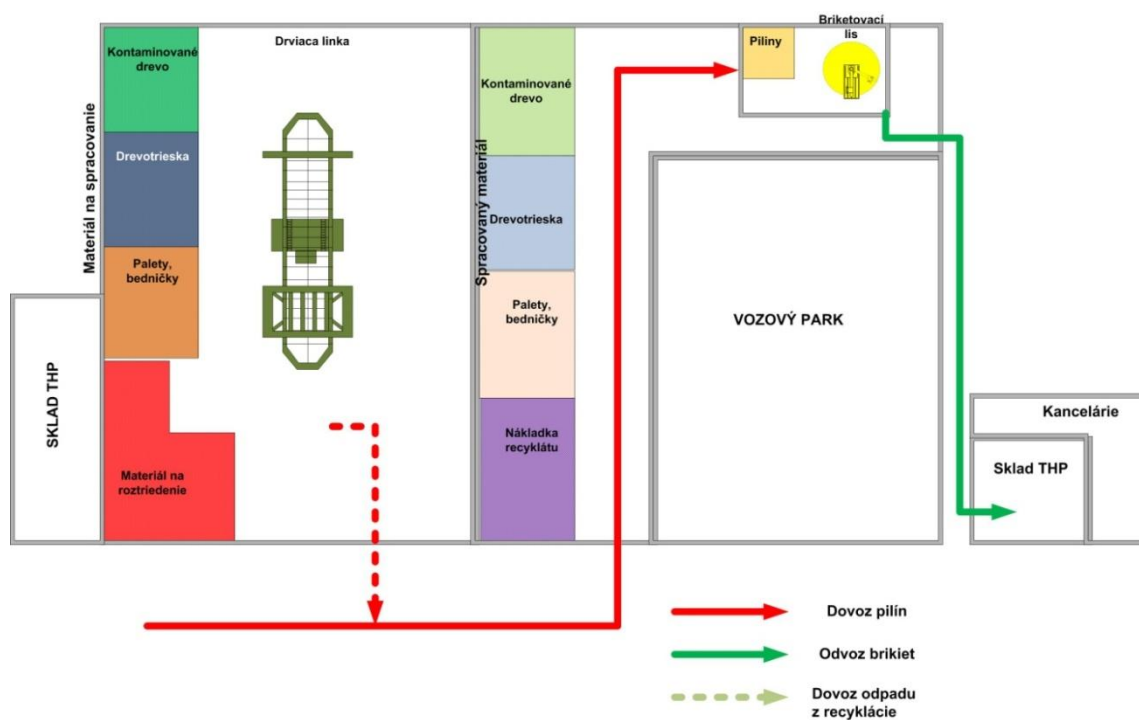 Kontaminované
drevo
Drviaca linka
Materiál na spracovanie
Drevotrieska
Palety,
bedničky
SKLAD THP
Materiál na
roztriedenie
Kontaminované
drevo
Spracovaný materiál
Drevotrieska
Palety,
bedničky
Nákladka
recyklátu
Piliny
Briketovací
lis
VOZOVÝ PARK
Kancelárie
Sklad THP
Dovoz pilín
Odvoz brikiet
Dovoz odpadu
z recyklácie